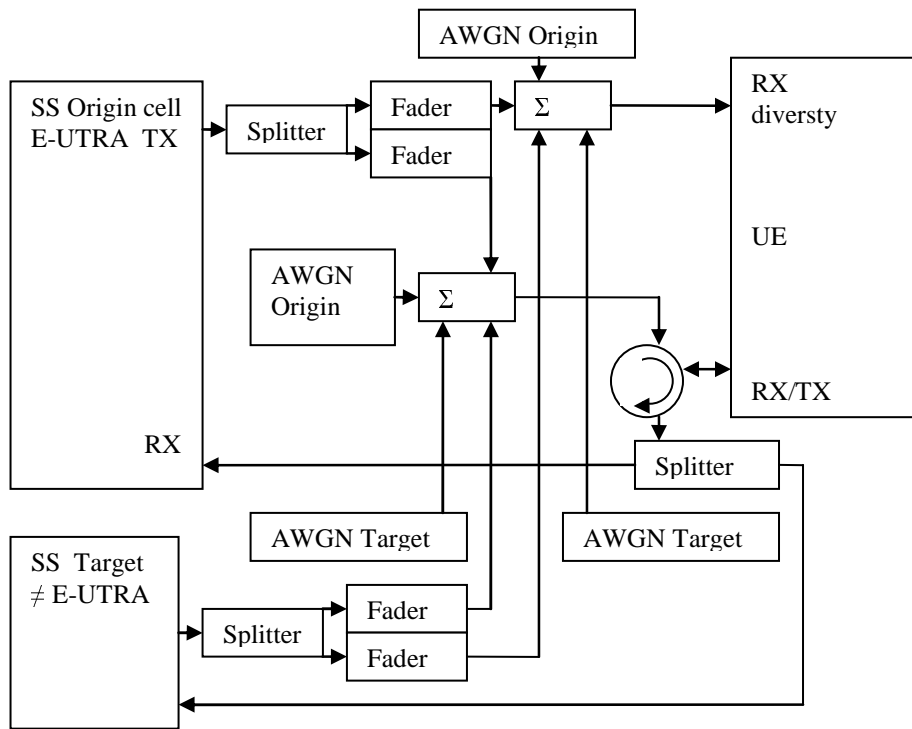 AWGN Origin
SS Origin cell
E-UTRA TX
Splitter
Fader
Fader
Σ
RX
diversty
UE
AWGN
Origin
Σ
RX/TX
RX
Splitter
AWGN Target
AWGN Target
SS Target
≠ E-UTRA
Splitter
Fader
Fader